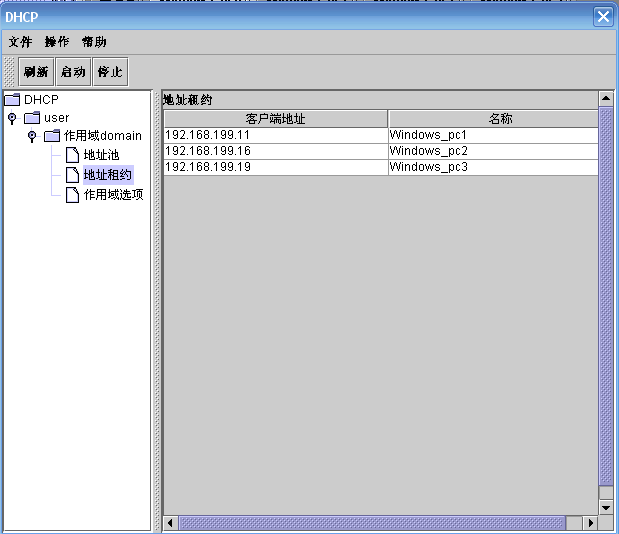 DHCP
文件 操作 帮助
刷新 启动 停止
DHCP
user
作用域domain
地址池
地址租约
作用域选项
地址租约
客户端地址 名称
192.168.199.11 Windows_pc1
192.168.199.16 Windows_pc2
192.168.199.19 Windows_pc3